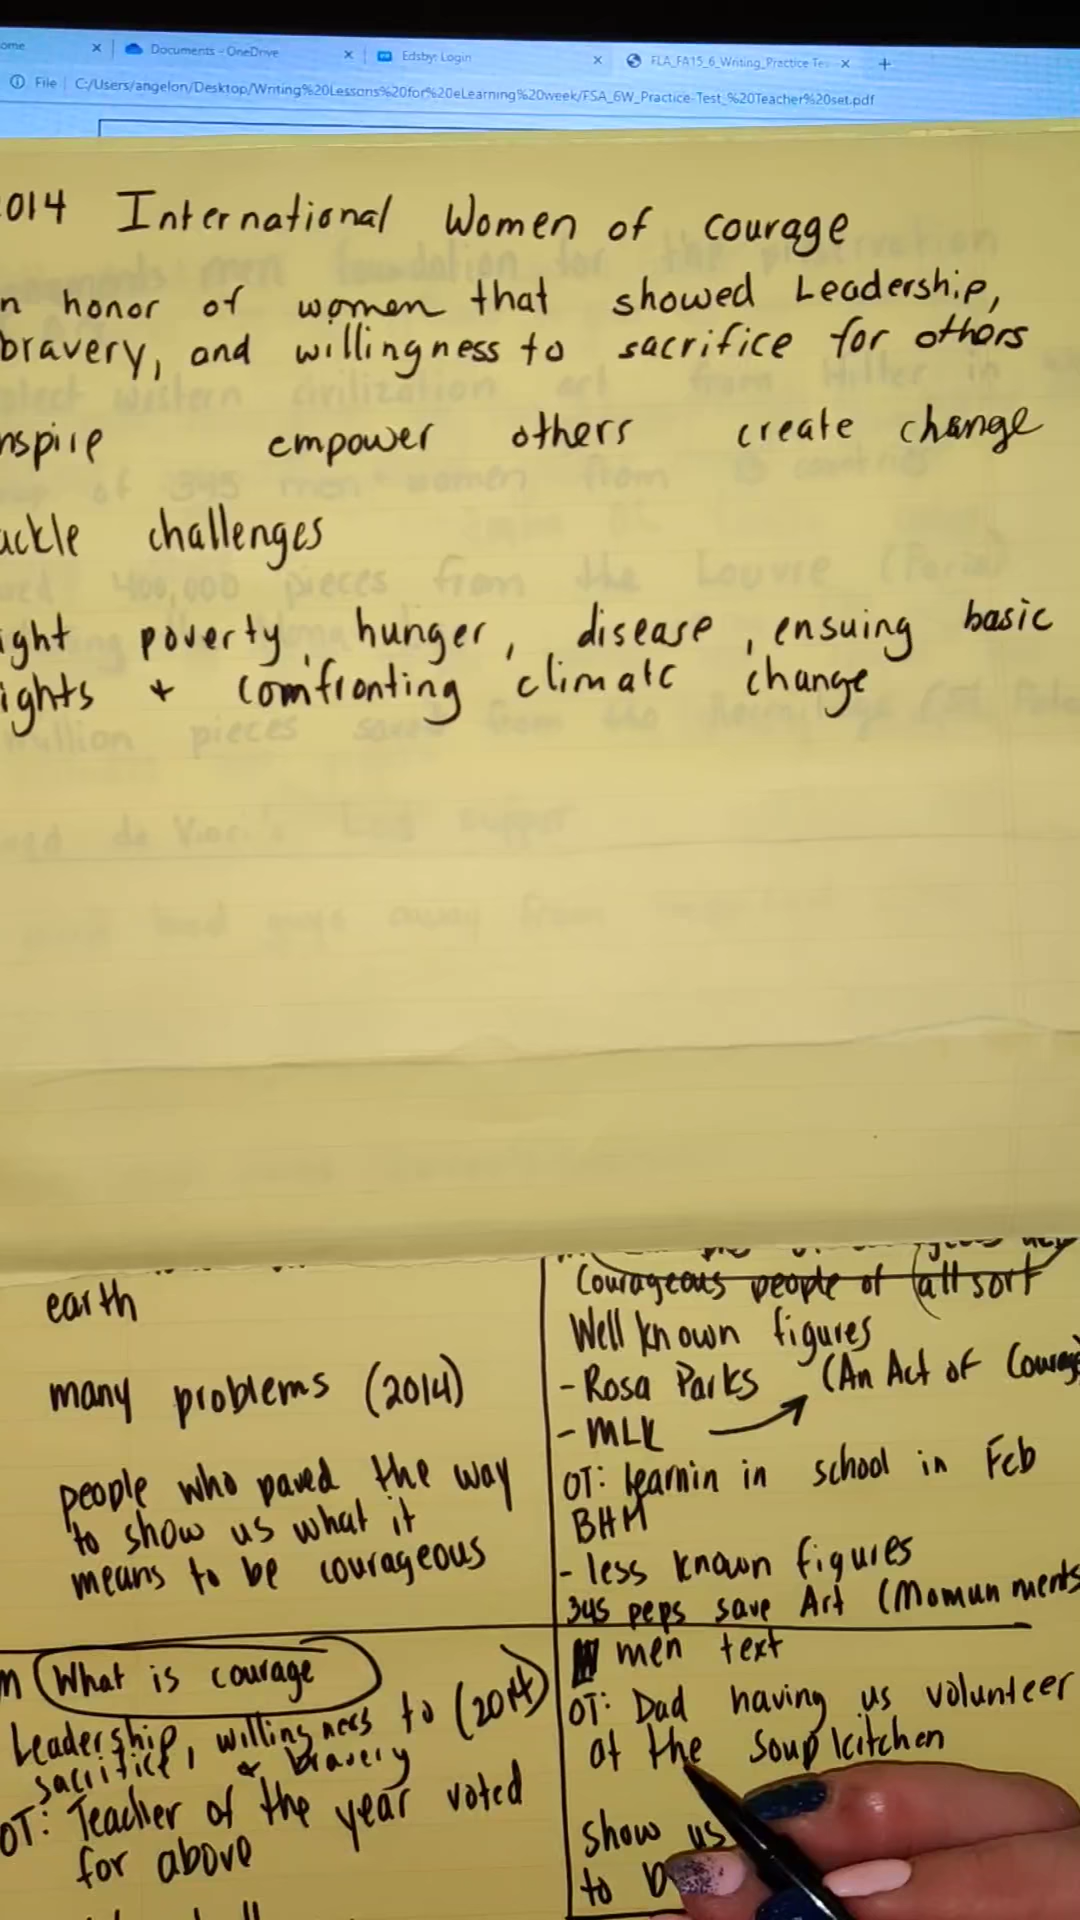 ome
Documents - OneDrive
Edsby: Login
FLA_FA15_6_Writing_Practice Tes
File
C:/Users/angelon/Desktop/Writing%20Lessons%20for%20eLearning%20week/FSA_6W_Practice-Test_%20Teacher%20set.pdf
014 International Women of courage
n honor of women that showed Leadership,
bravery, and willingness to sacrifice for others
nspire empower others create change
ackle challenges
ight poverty, hunger, disease, ensuing basic
ights + comfronting climate change
earth
many problems (2014)
people who paved the way
to show us what it
means to be courageous
Courageous people of (all sort
Well known figures
- Rosa Parks (An Act of Courag
- MLK
OT: learnin in school in Feb
BHM
- less known figures
345 peps save Art (Momun ments
men text
OT: Dad having us volunteer
at the soup kitchen
show us
to b
m What is courage
Leadership, willingness to (2014)
sacrifice, + bravery
OT: Teacher of the year voted
for above